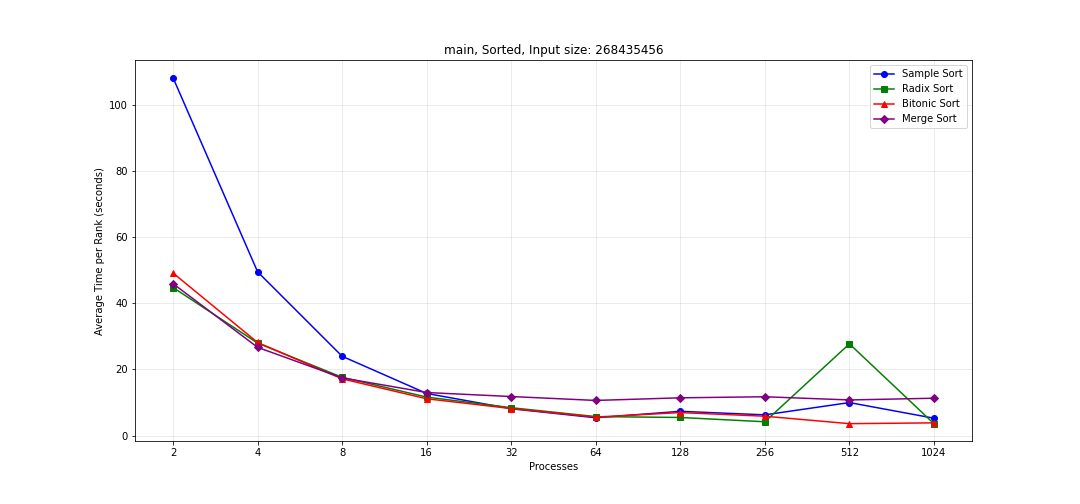 main, Sorted, Input size: 268435456
Average Time per Rank (seconds)
100
80
60
40
20
0
2 4 8 16 32 64 128 256 512 1024
Processes
Sample Sort
Radix Sort
Bitonic Sort
Merge Sort